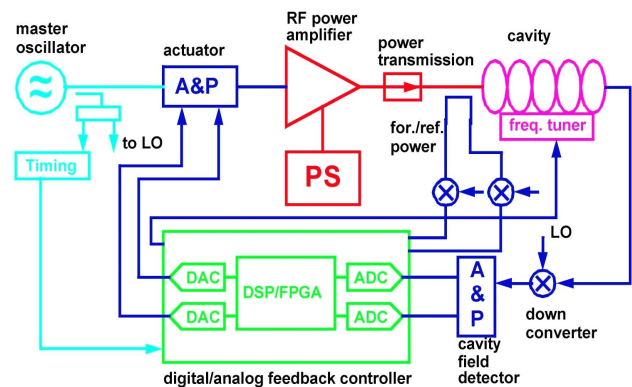 master
oscillator
actuator
RF power
amplifier
power
transmission
cavity
A&P
freq. tuner
to LO
for./ref.
power
Timing
PS
LO
DAC
DSP/FPGA
ADC
DAC
ADC
A
&
P
down
converter
cavity
field
detector
digital/analog feedback controller